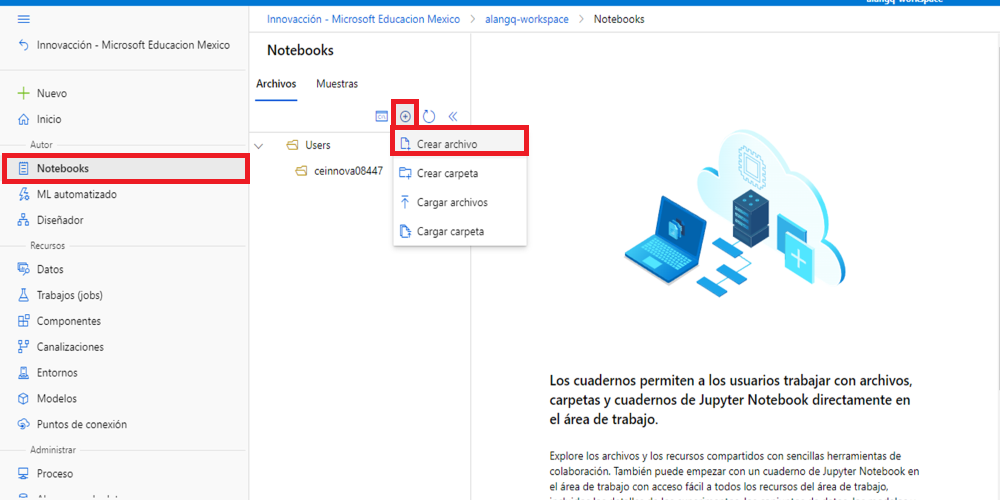 alangq-workspace
Innovacción - Microsoft Educacion Mexico
Innovacción - Microsoft Educacion Mexico > alangq-workspace > Notebooks
Nuevo
Inicio
Autor
Notebooks
ML automatizado
Diseñador
Recursos
Datos
Trabajos (jobs)
Componentes
Canalizaciones
Entornos
Modelos
Puntos de conexión
Administrar
Proceso
Notebooks
Archivos
Muestras
Users
ceinnova08447
Crear archivo
Crear carpeta
Cargar archivos
Cargar carpeta
Los cuadernos permiten a los usuarios trabajar con archivos,
carpetas y cuadernos de Jupyter Notebook directamente en
el área de trabajo.
Explore los archivos y los recursos compartidos con sencillas herramientas de
colaboración. También puede empezar con un cuaderno de Jupyter Notebook en
el área de trabajo con acceso fácil a todos los recursos del área de trabajo,